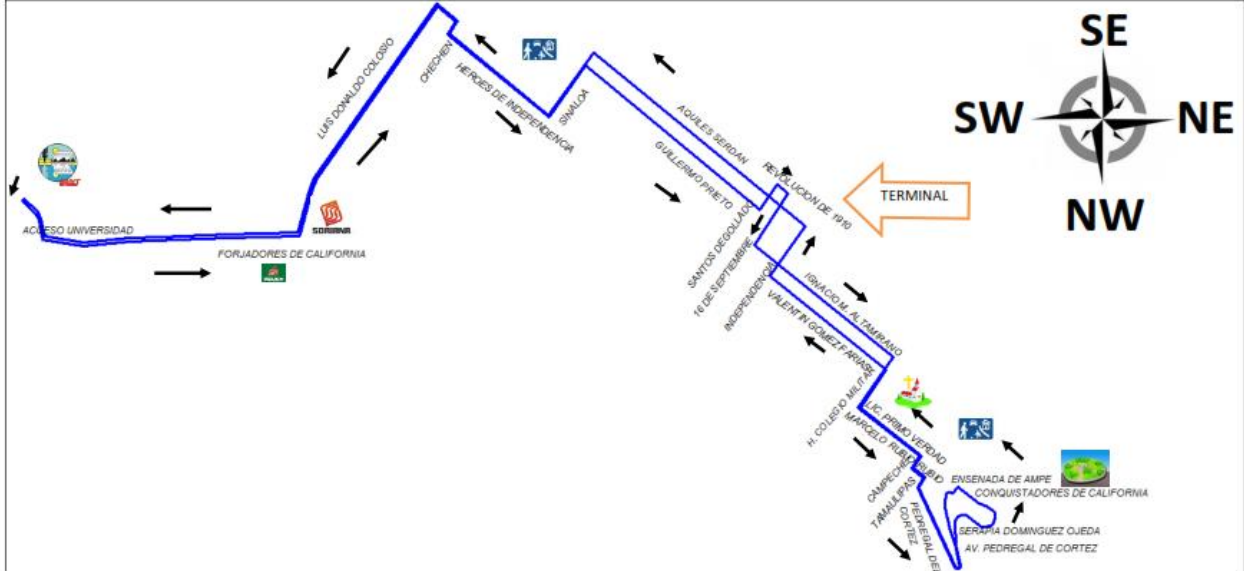 SE
SW
NE
NW
LUIS DONALDO COLOSIO
CHECHEN
HEROES DE INDEPENDENCIA
SINALOA
AQUILES SERDAN
GUILLERMO PRIETO
REVOLUCION DE 1910
TERMINAL
SANTOS DEGOLLADO
16 DE SEPTIEMBRE
INDEPENDENCIA
IGNACIO M. ALTAMIRANO
VALENTIN GOMEZ FARIAS
ACCESO UNIVERSIDAD
SORIANA
FORJADORES DE CALIFORNIA
H. COLEGIO MILITAR
LIC. PRIMO VERDAD
MARCELO RUBIO RUBIO
CAMPECHE
TAMAULIPAS
ENSENADA DE AMPE
CONQUISTADORES DE CALIFORNIA
PEDREGAL DEL
CORTEZ
SERAPIA DOMINGUEZ OJEDA
AV. PEDREGAL DE CORTEZ